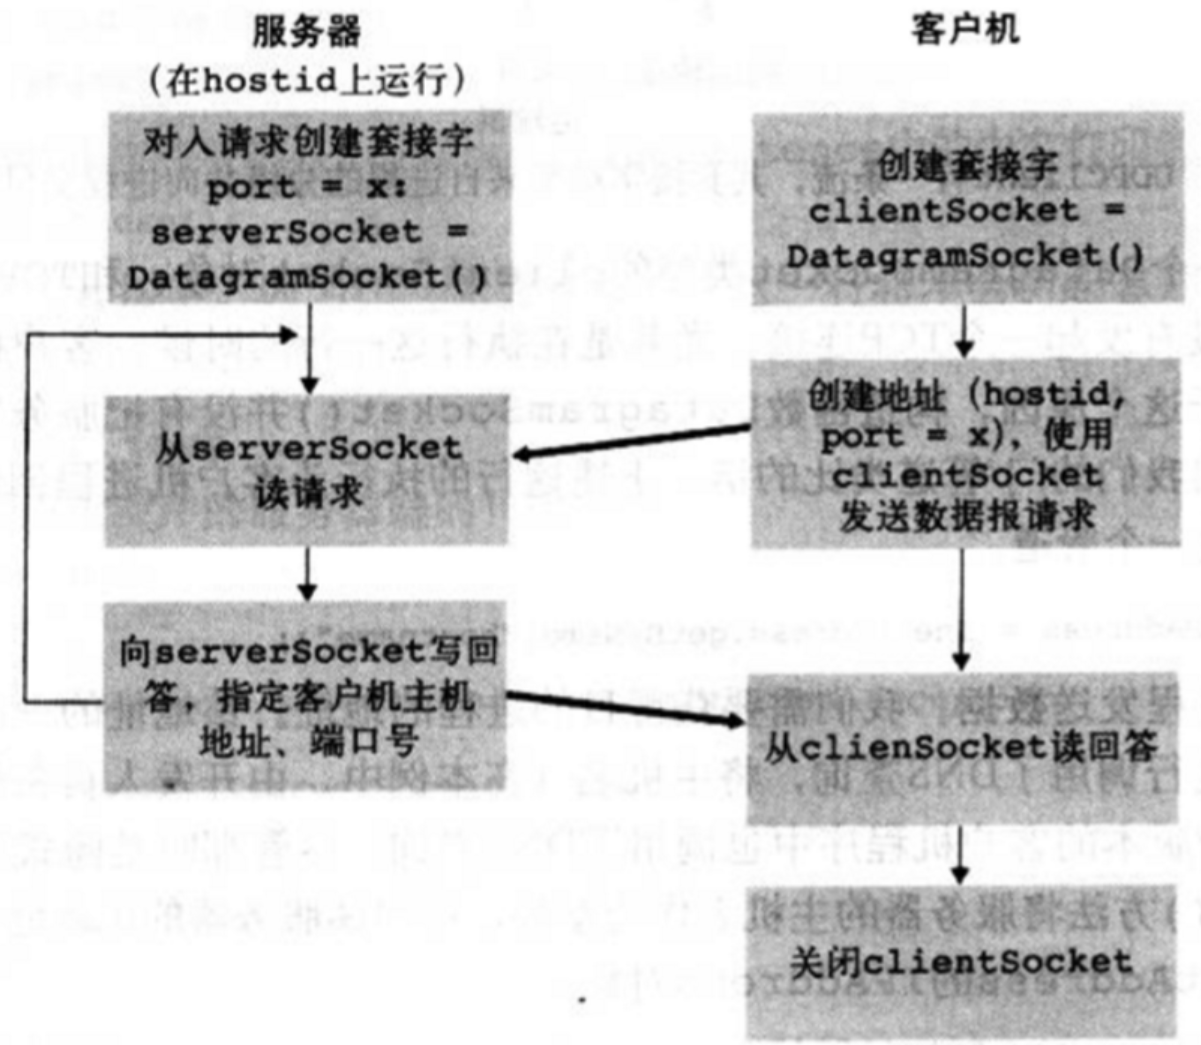 服务器
(在hostid上运行)
对入请求创建套接字
port = x:
serverSocket =
DatagramSocket()
从serverSocket
读请求
向serverSocket写回
答，指定客户机主机
地址、端口号
客户机
创建套接字
clientSocket =
DatagramSocket()
创建地址（hostid,
port = x)，使用
clientSocket
发送数据报请求
从clienSocket读回答
关闭clientSocket